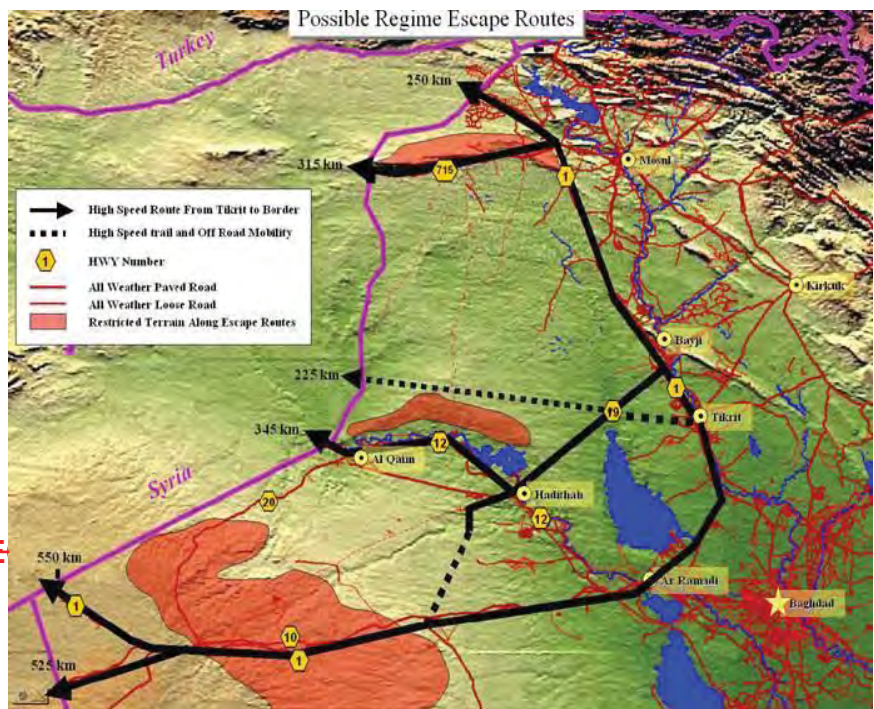 Possible Regime Escape Routes
Turkey
250 km
315 km
715
1
Mosul
High Speed Route From Tikrit to Border
High Speed trail and Off Road Mobility
1
HWY Number
All Weather Paved Road
All Weather Loose Road
Restricted Terrain Along Escape Routes
Kirkuk
Bayji
225 km
1
19
Tikrit
345 km
12
Al Qaim
Syria
20
Hadithah
12
550 km
1
Ar Ramadi
Baghdad
10
1
525 km